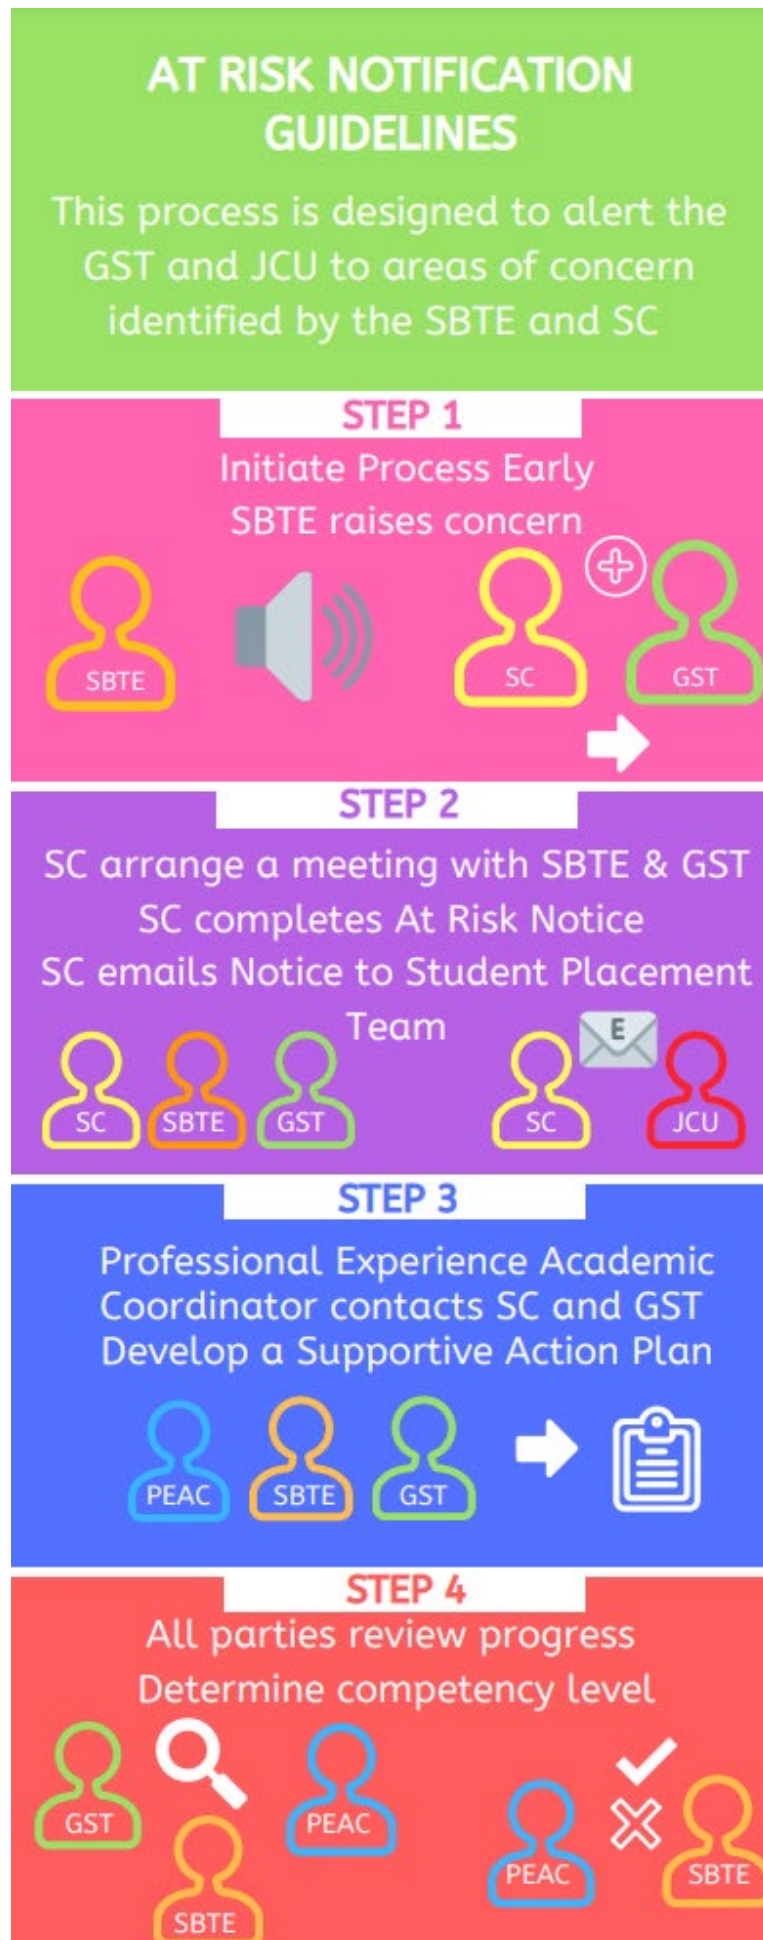 AT RISK NOTIFICATION
GUIDELINES
This process is designed to alert the
GST and JCU to areas of concern
identified by the SBTE and SC
STEP 1
Initiate Process Early
SBTE raises concern
SBTE
SC
GST
STEP 2
SC arrange a meeting with SBTE & GST
SC completes At Risk Notice
SC emails Notice to Student Placement
Team
E
SC
SBTE
GST
SC
JCU
STEP 3
Professional Experience Academic
Coordinator contacts SC and GST
Develop a Supportive Action Plan
PEAC
SBTE
GST
STEP 4
All parties review progress
Determine competency level
GST
PEAC
SBTE
PEAC
SBTE